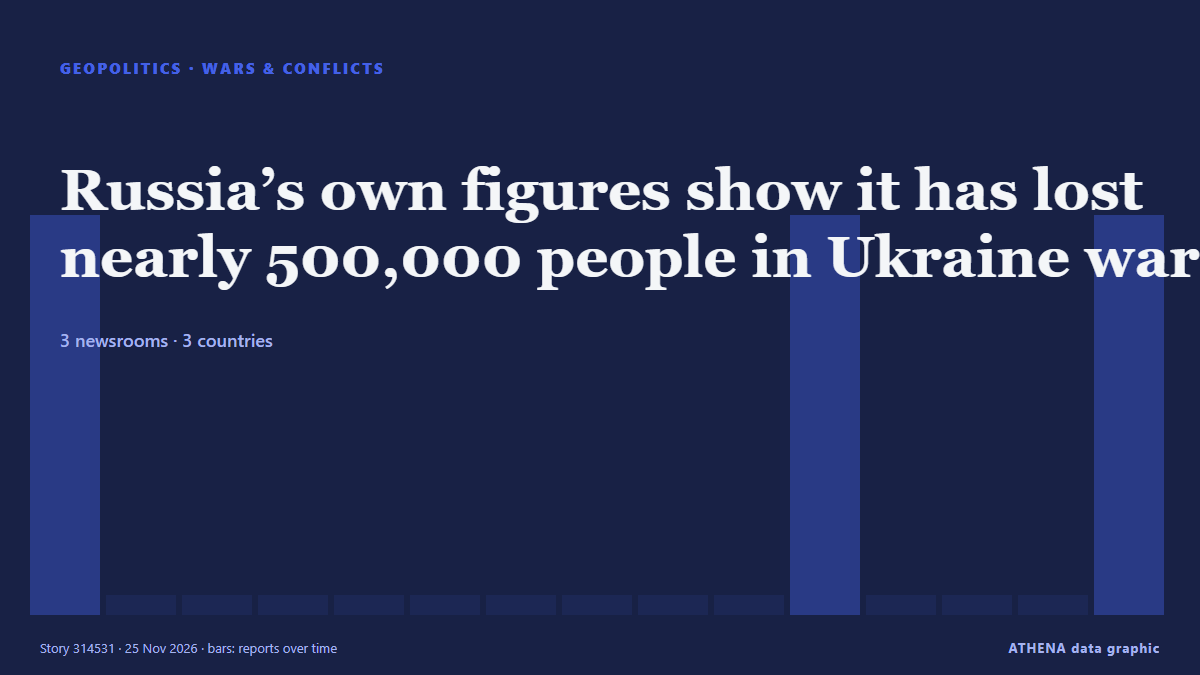 GEOPOLITICS · WARS & CONFLICTS
Russia’s own figures show it has lost
nearly 500,000 people in Ukraine war
3 newsrooms · 3 countries
Story 314531 · 25 Nov 2026 · bars: reports over time
ATHENA data graphic